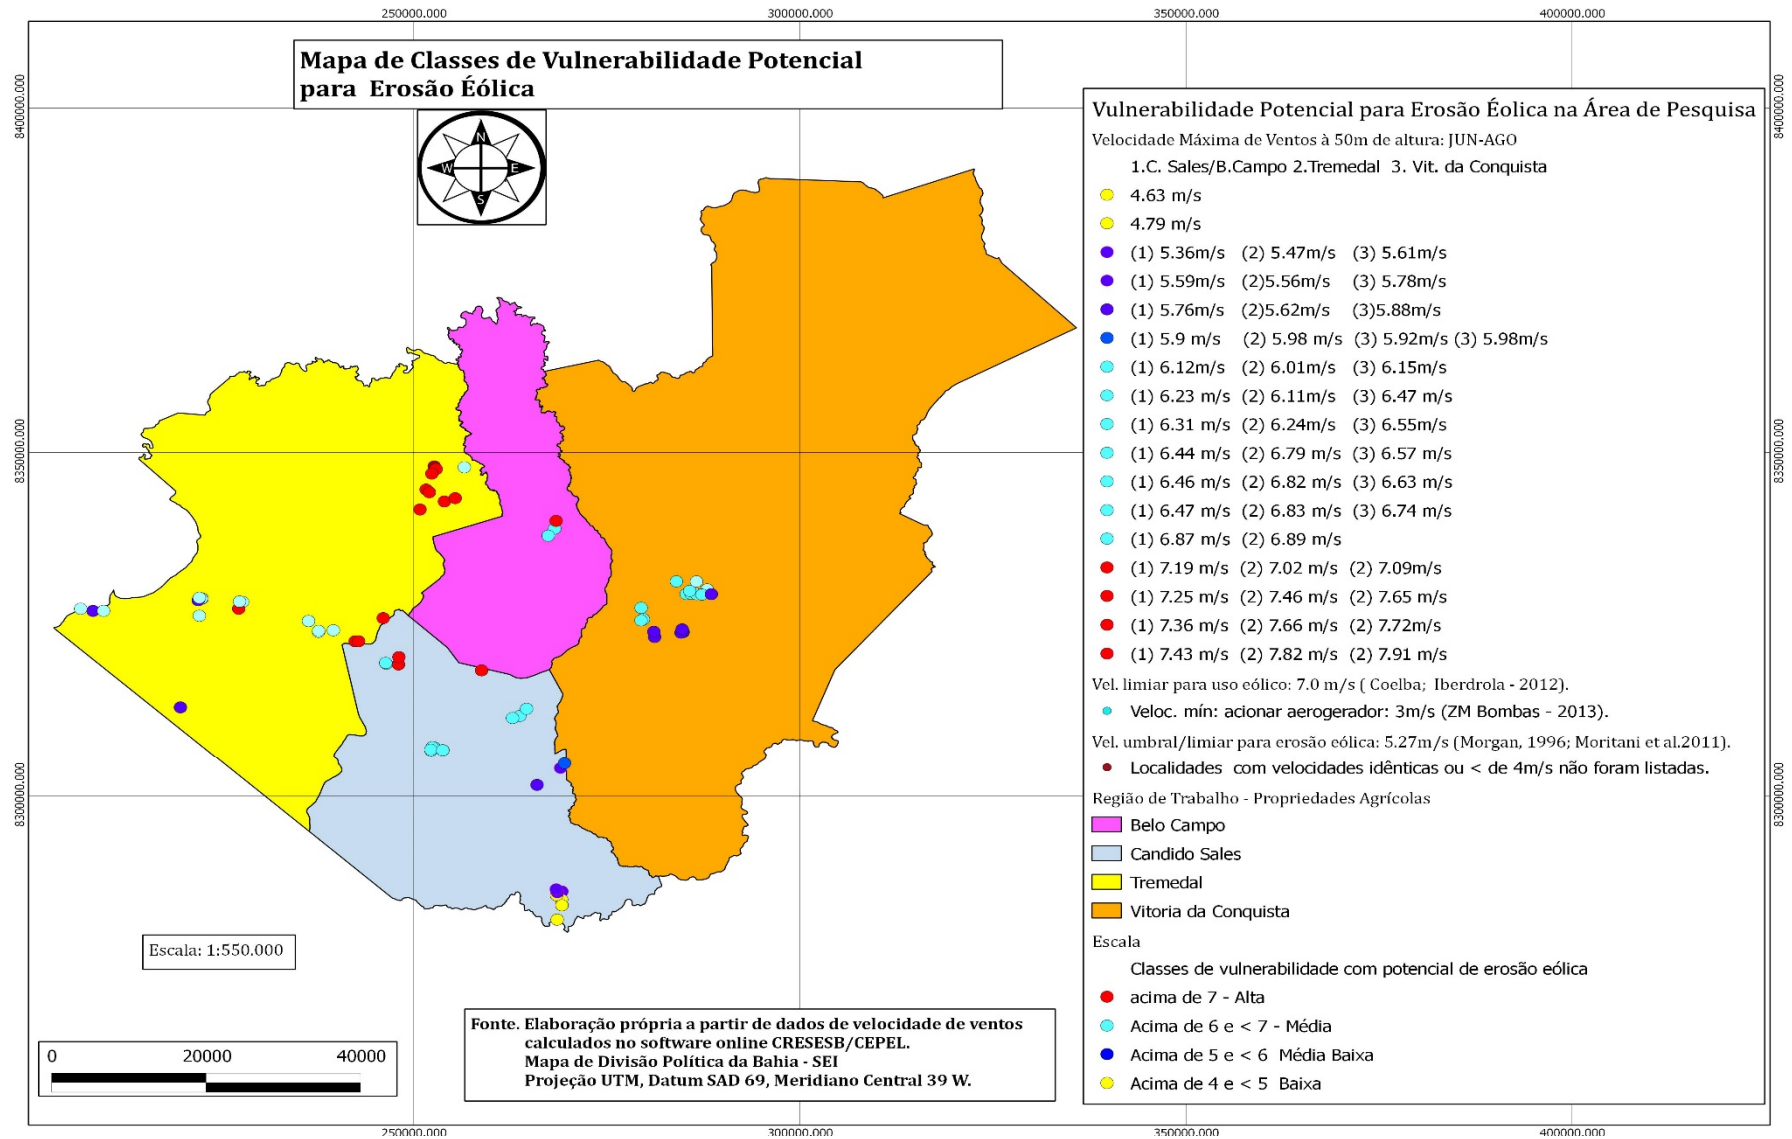 250000.000
300000.000
350000.000
400000.000
8400000.000
8400000.000
Mapa de Classes de Vulnerabilidade Potencial
para Erosão Éólica
N
W
E
S
Vulnerabilidade Potencial para Erosão Éolica na Área de Pesquisa
Velocidade Máxima de Ventos à 50m de altura: JUN-AGO
1.C. Sales/B.Campo 2.Tremedal 3. Vit. da Conquista
4.63 m/s
4.79 m/s
(1) 5.36m/s (2) 5.47m/s (3) 5.61m/s
(1) 5.59m/s (2)5.56m/s (3) 5.78m/s
(1) 5.76m/s (2)5.62m/s (3)5.88m/s
(1) 5.9 m/s (2) 5.98 m/s (3) 5.92m/s (3) 5.98m/s
(1) 6.12m/s (2) 6.01m/s (3) 6.15m/s
(1) 6.23 m/s (2) 6.11m/s (3) 6.47 m/s
(1) 6.31 m/s (2) 6.24m/s (3) 6.55m/s
(1) 6.44 m/s (2) 6.79 m/s (3) 6.57 m/s
(1) 6.46 m/s (2) 6.82 m/s (3) 6.63 m/s
(1) 6.47 m/s (2) 6.83 m/s (3) 6.74 m/s
(1) 6.87 m/s (2) 6.89 m/s
(1) 7.19 m/s (2) 7.02 m/s (2) 7.09m/s
(1) 7.25 m/s (2) 7.46 m/s (2) 7.65 m/s
(1) 7.36 m/s (2) 7.66 m/s (2) 7.72m/s
(1) 7.43 m/s (2) 7.82 m/s (2) 7.91 m/s
Vel. limiar para uso eólico: 7.0 m/s ( Coelba; Iberdrola - 2012).
Veloc. mín: acionar aerogerador: 3m/s (ZM Bombas - 2013).
Vel. umbral/limiar para erosão eólica: 5.27m/s (Morgan, 1996; Moritani et al.2011).
Localidades com velocidades idênticas ou < de 4m/s não foram listadas.
Região de Trabalho - Propriedades Agrícolas
Belo Campo
Candido Sales
Tremedal
Vitoria da Conquista
Escala
Classes de vulnerabilidade com potencial de erosão eólica
acima de 7 - Alta
Acima de 6 e < 7 - Média
Acima de 5 e < 6 Média Baixa
Acima de 4 e < 5 Baixa
8350000.000
8350000.000
8300000.000
8300000.000
Escala: 1:550.000
0 20000 40000
Fonte. Elaboração própria a partir de dados de velocidade de ventos
calculados no software online CRESESB/CEPEL.
Mapa de Divisão Política da Bahia - SEI
Projeção UTM, Datum SAD 69, Meridiano Central 39 W.
250000.000
300000.000
350000.000
400000.000